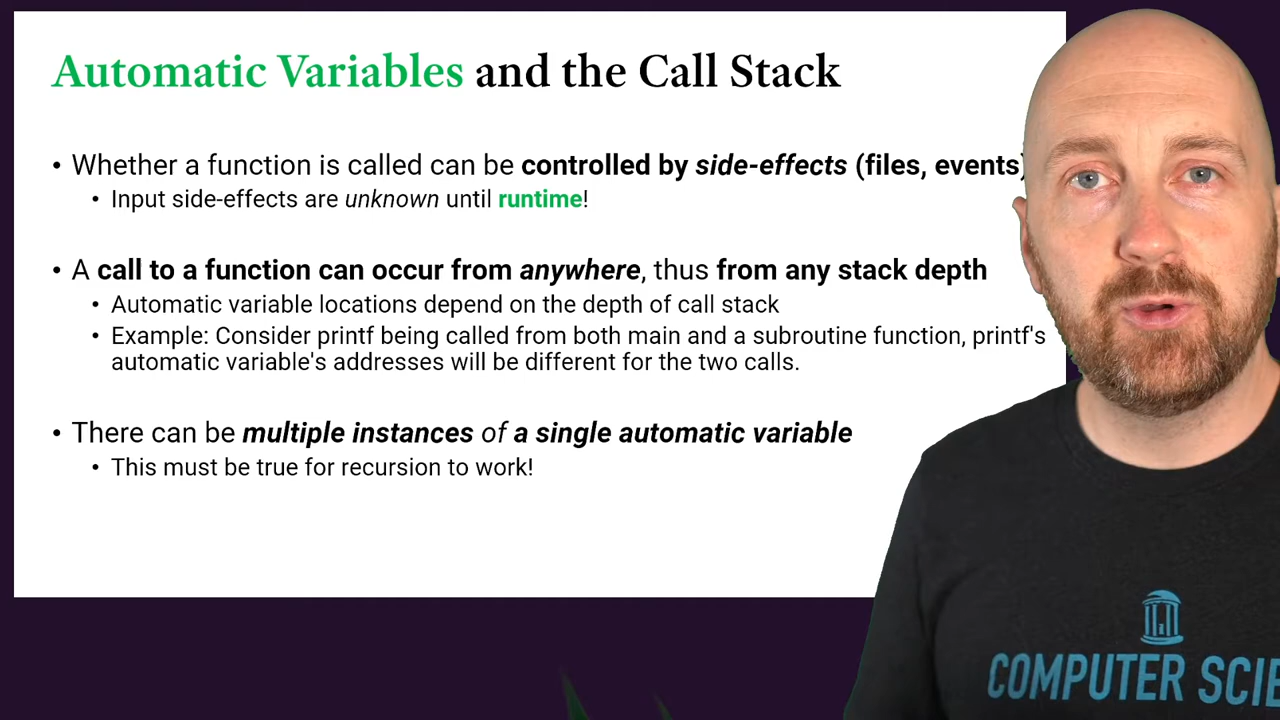 Automatic Variables and the Call Stack
• Whether a function is called can be controlled by side-effects (files, events)
• Input side-effects are unknown until runtime!
• A call to a function can occur from anywhere, thus from any stack depth
• Automatic variable locations depend on the depth of call stack
• Example: Consider printf being called from both main and a subroutine function, printf's
automatic variable's addresses will be different for the two calls.
• There can be multiple instances of a single automatic variable
• This must be true for recursion to work!
COMPUTER SCIE